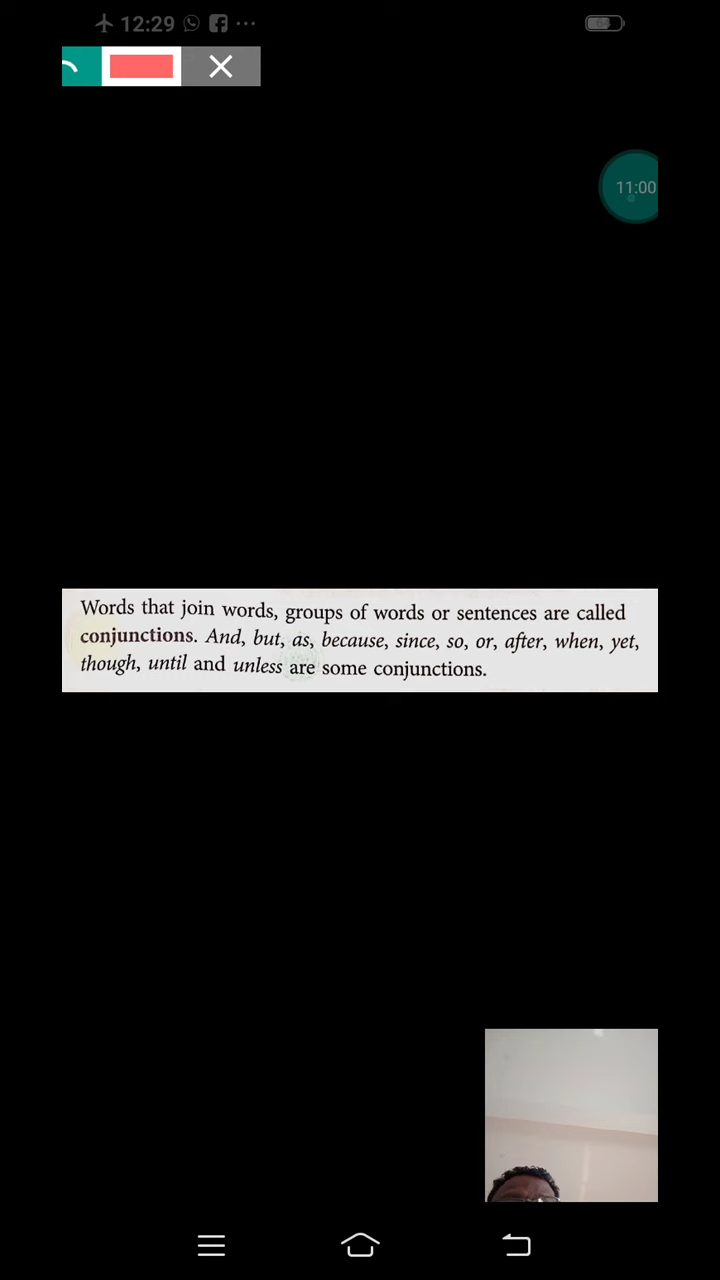 12:29
11:00
Words that join words, groups of words or sentences are called
conjunctions. And, but, as, because, since, so, or, after, when, yet,
though, until and unless are some conjunctions.